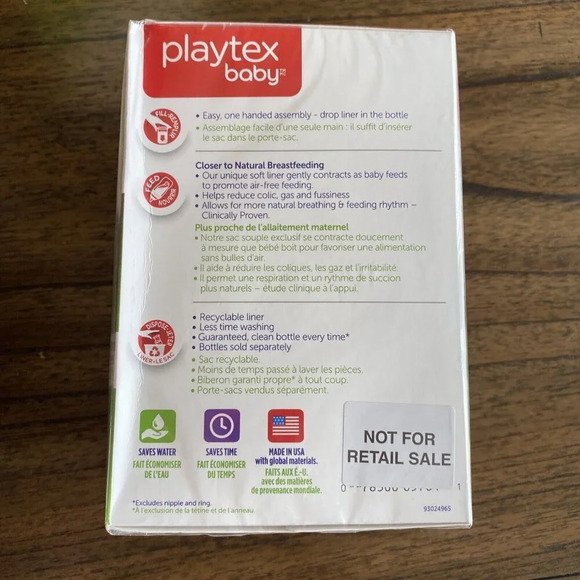 playtex
baby™
MC
FILL•REMPLIR
• Easy, one handed assembly - drop liner in the bottle
• Assemblage facile d'une seule main : il suffit d'insérer
le sac dans le porte-sac.
FEED
NOURRIR
Closer to Natural Breastfeeding
• Our unique soft liner gently contracts as baby feeds
to promote air-free feeding.
• Helps reduce colic, gas and fussiness
• Allows for more natural breathing & feeding rhythm –
Clinically Proven.
Plus proche de l'allaitement maternel
• Notre sac souple exclusif se contracte doucement
à mesure que bébé boit pour favoriser une alimentation
sans bulles d'air.
• Il aide à réduire les coliques, les gaz et l'irritabilité.
• Il permet une respiration et un rythme de succion
plus naturels – étude clinique à l'appui.
DISPOSE•JETER
LINER•LE SAC
• Recyclable liner
• Less time washing
• Guaranteed, clean bottle every time*
• Bottles sold separately
• Sac recyclable.
• Moins de temps passé à laver les pièces.
• Biberon garanti propre* à tout coup.
• Porte-sacs vendus séparément.
SAVES WATER
FAIT ÉCONOMISER
DE L'EAU
SAVES TIME
FAIT ÉCONOMISER
DU TEMPS
MADE IN USA
with global materials.
FAITS AUX É.-U.
avec des matières
de provenance mondiale.
NOT FOR
RETAIL SALE
*Excludes nipple and ring.
*À l'exclusion de la tétine et de l'anneau.
93024965